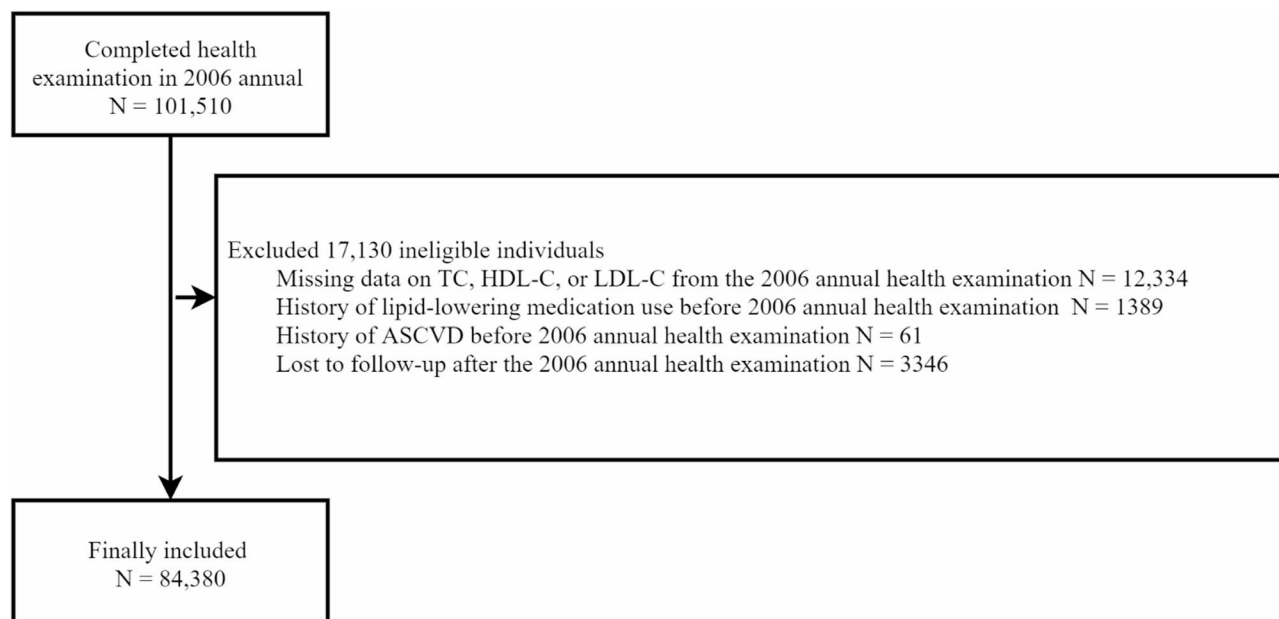 Completed health
examination in 2006 annual
N = 101,510
Excluded 17,130 ineligible individuals
Missing data on TC, HDL-C, or LDL-C from the 2006 annual health examination N = 12,334
History of lipid-lowering medication use before 2006 annual health examination  N = 1389
History of ASCVD before 2006 annual health examination N = 61
Lost to follow-up after the 2006 annual health examination N = 3346
Finally included
N = 84,380